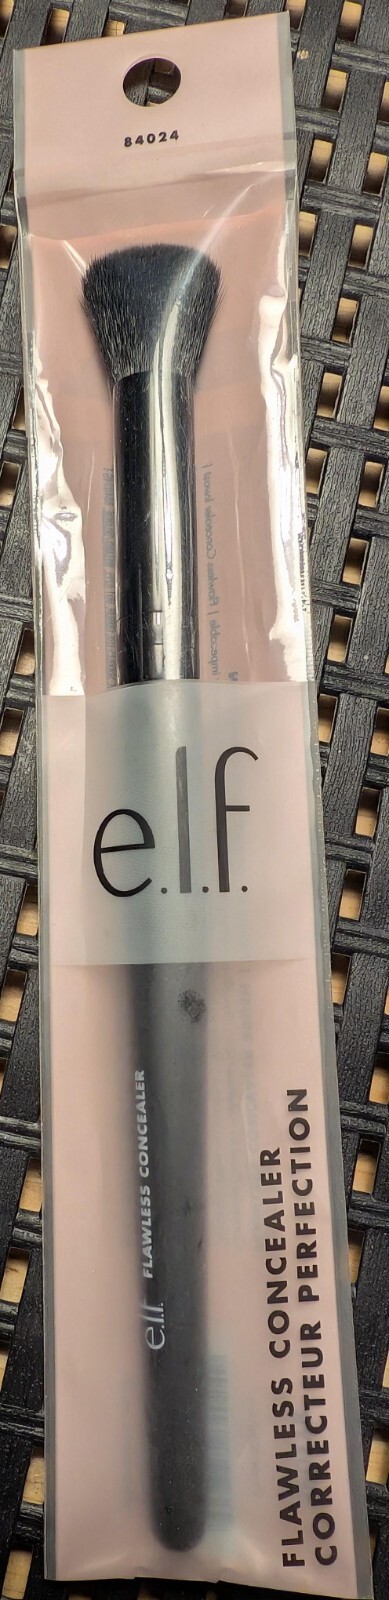 84024
e.l.f.
e.l.f. FLAWLESS CONCEALER
FLAWLESS CONCEALER
CORRECTEUR PERFECTION